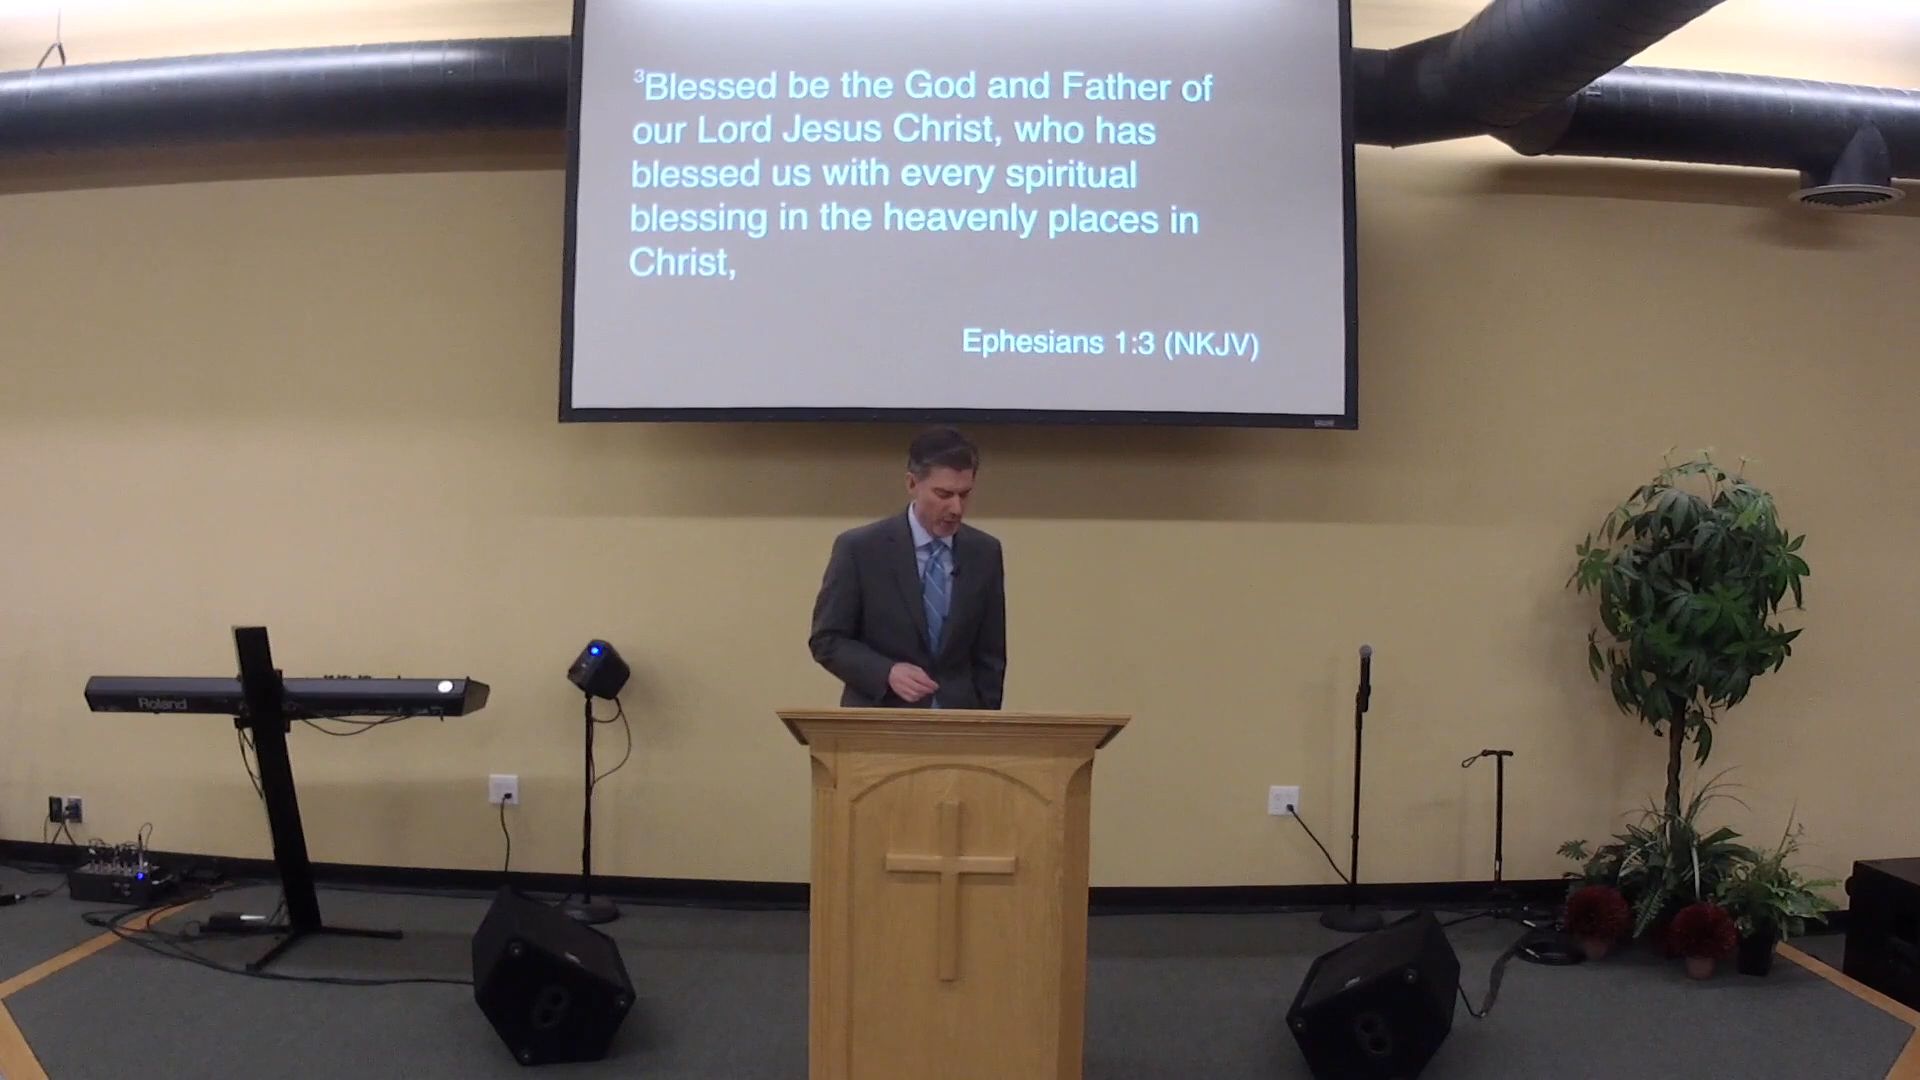 ³Blessed be the God and Father of
our Lord Jesus Christ, who has
blessed us with every spiritual
blessing in the heavenly places in
Christ,
Ephesians 1:3 (NKJV)
Roland